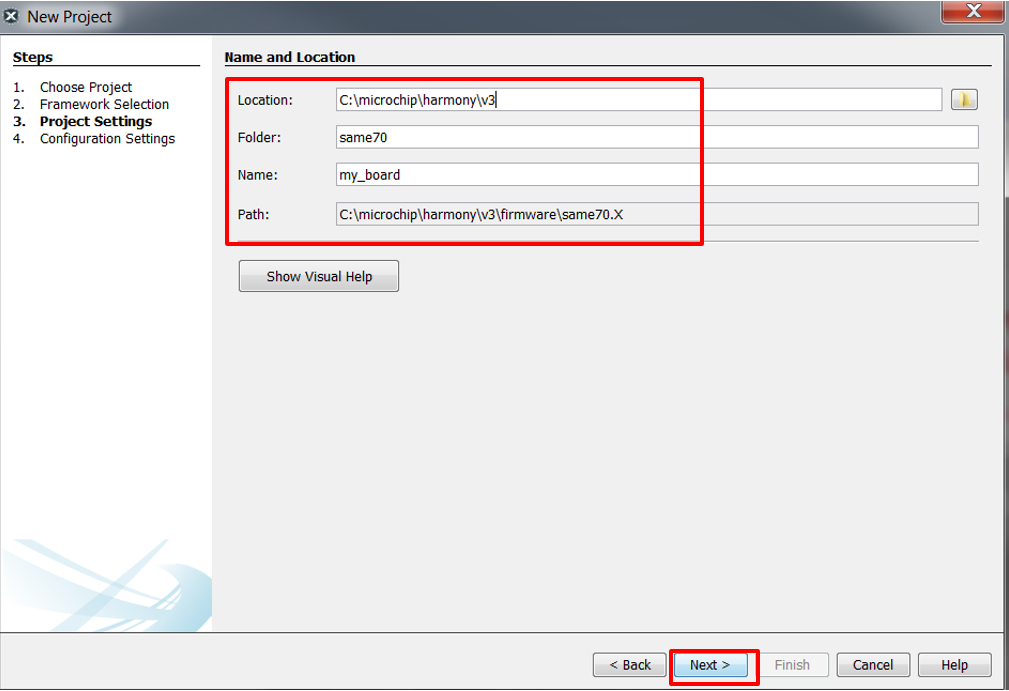 New Project
Steps
1. Choose Project
2. Framework Selection
3. Project Settings
4. Configuration Settings
Name and Location
Location: C:\microchip\harmony\v3
Folder: same70
Name: my_board
Path: C:\microchip\harmony\v3\firmware\same70.X
Show Visual Help
< Back Next > Finish Cancel Help